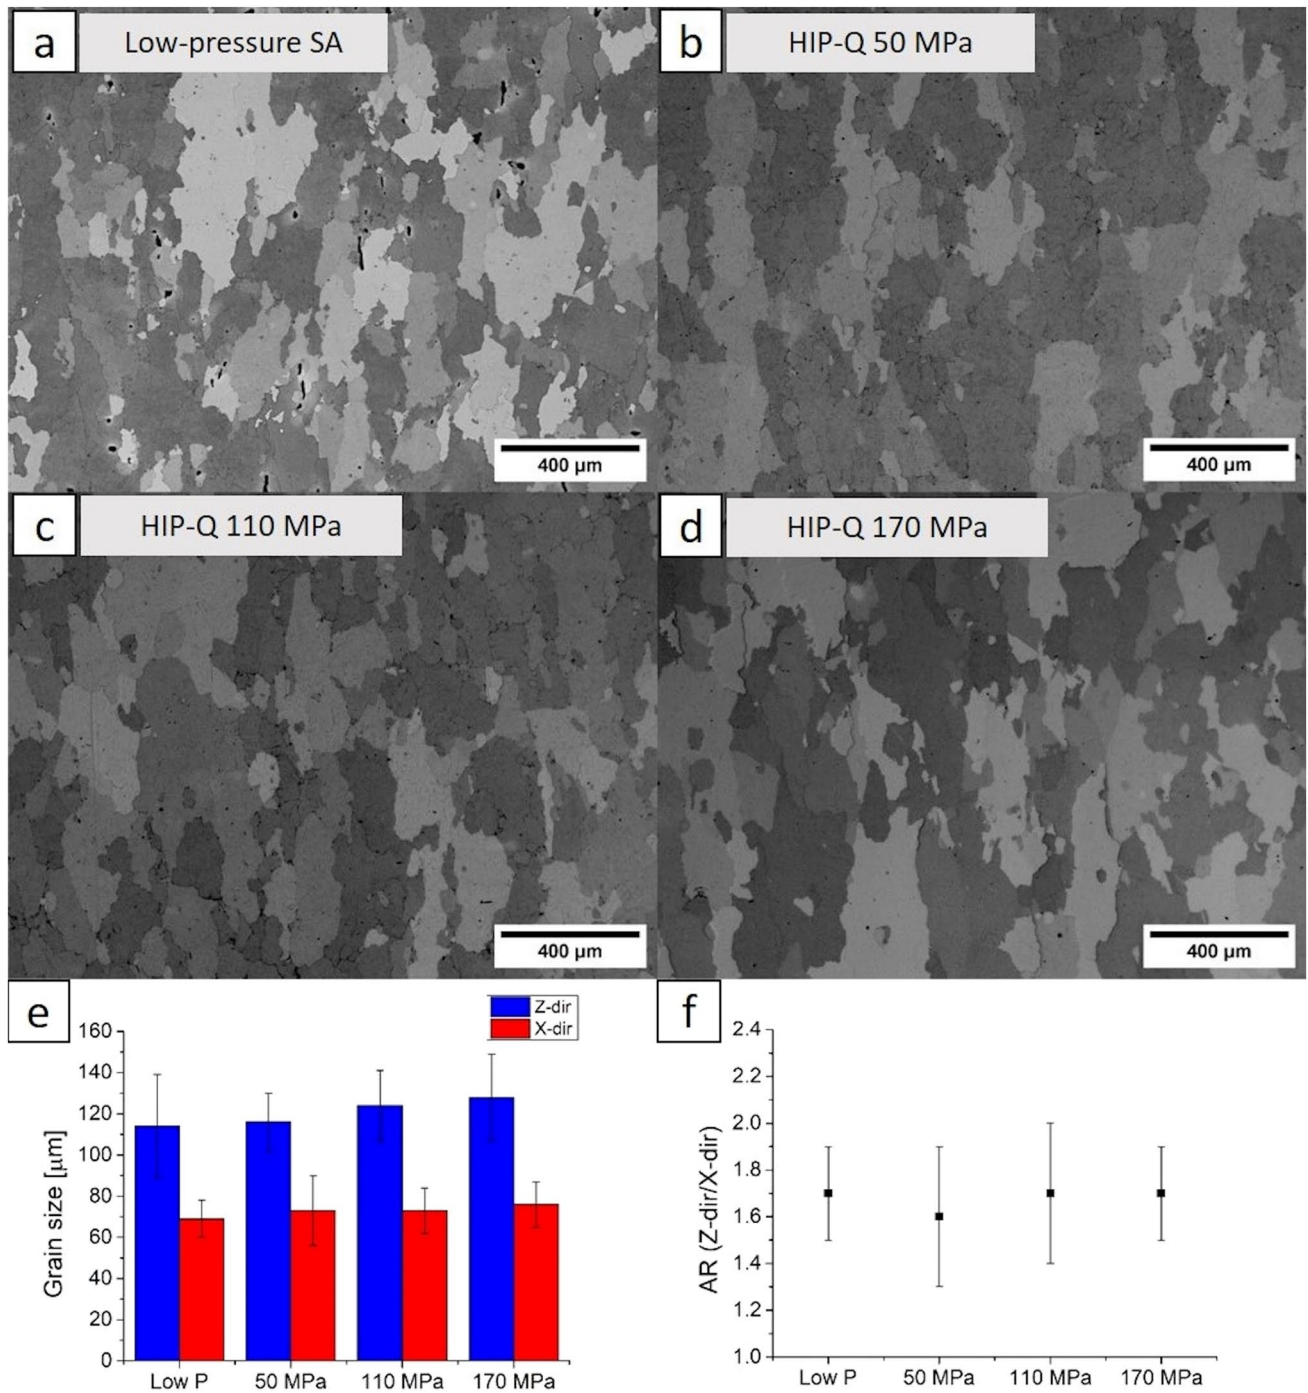 a
Low-pressure SA
400 µm
b
HIP-Q 50 MPa
400 µm
c
HIP-Q 110 MPa
400 µm
d
HIP-Q 170 MPa
400 µm
e
Z-dir
X-dir
160
140
120
100
80
60
40
20
0
Grain size [µm]
Low P 50 MPa 110 MPa 170 MPa
f
2.4
2.2
2.0
1.8
1.6
1.4
1.2
1.0
AR (Z-dir/X-dir)
Low P 50 MPa 110 MPa 170 MPa